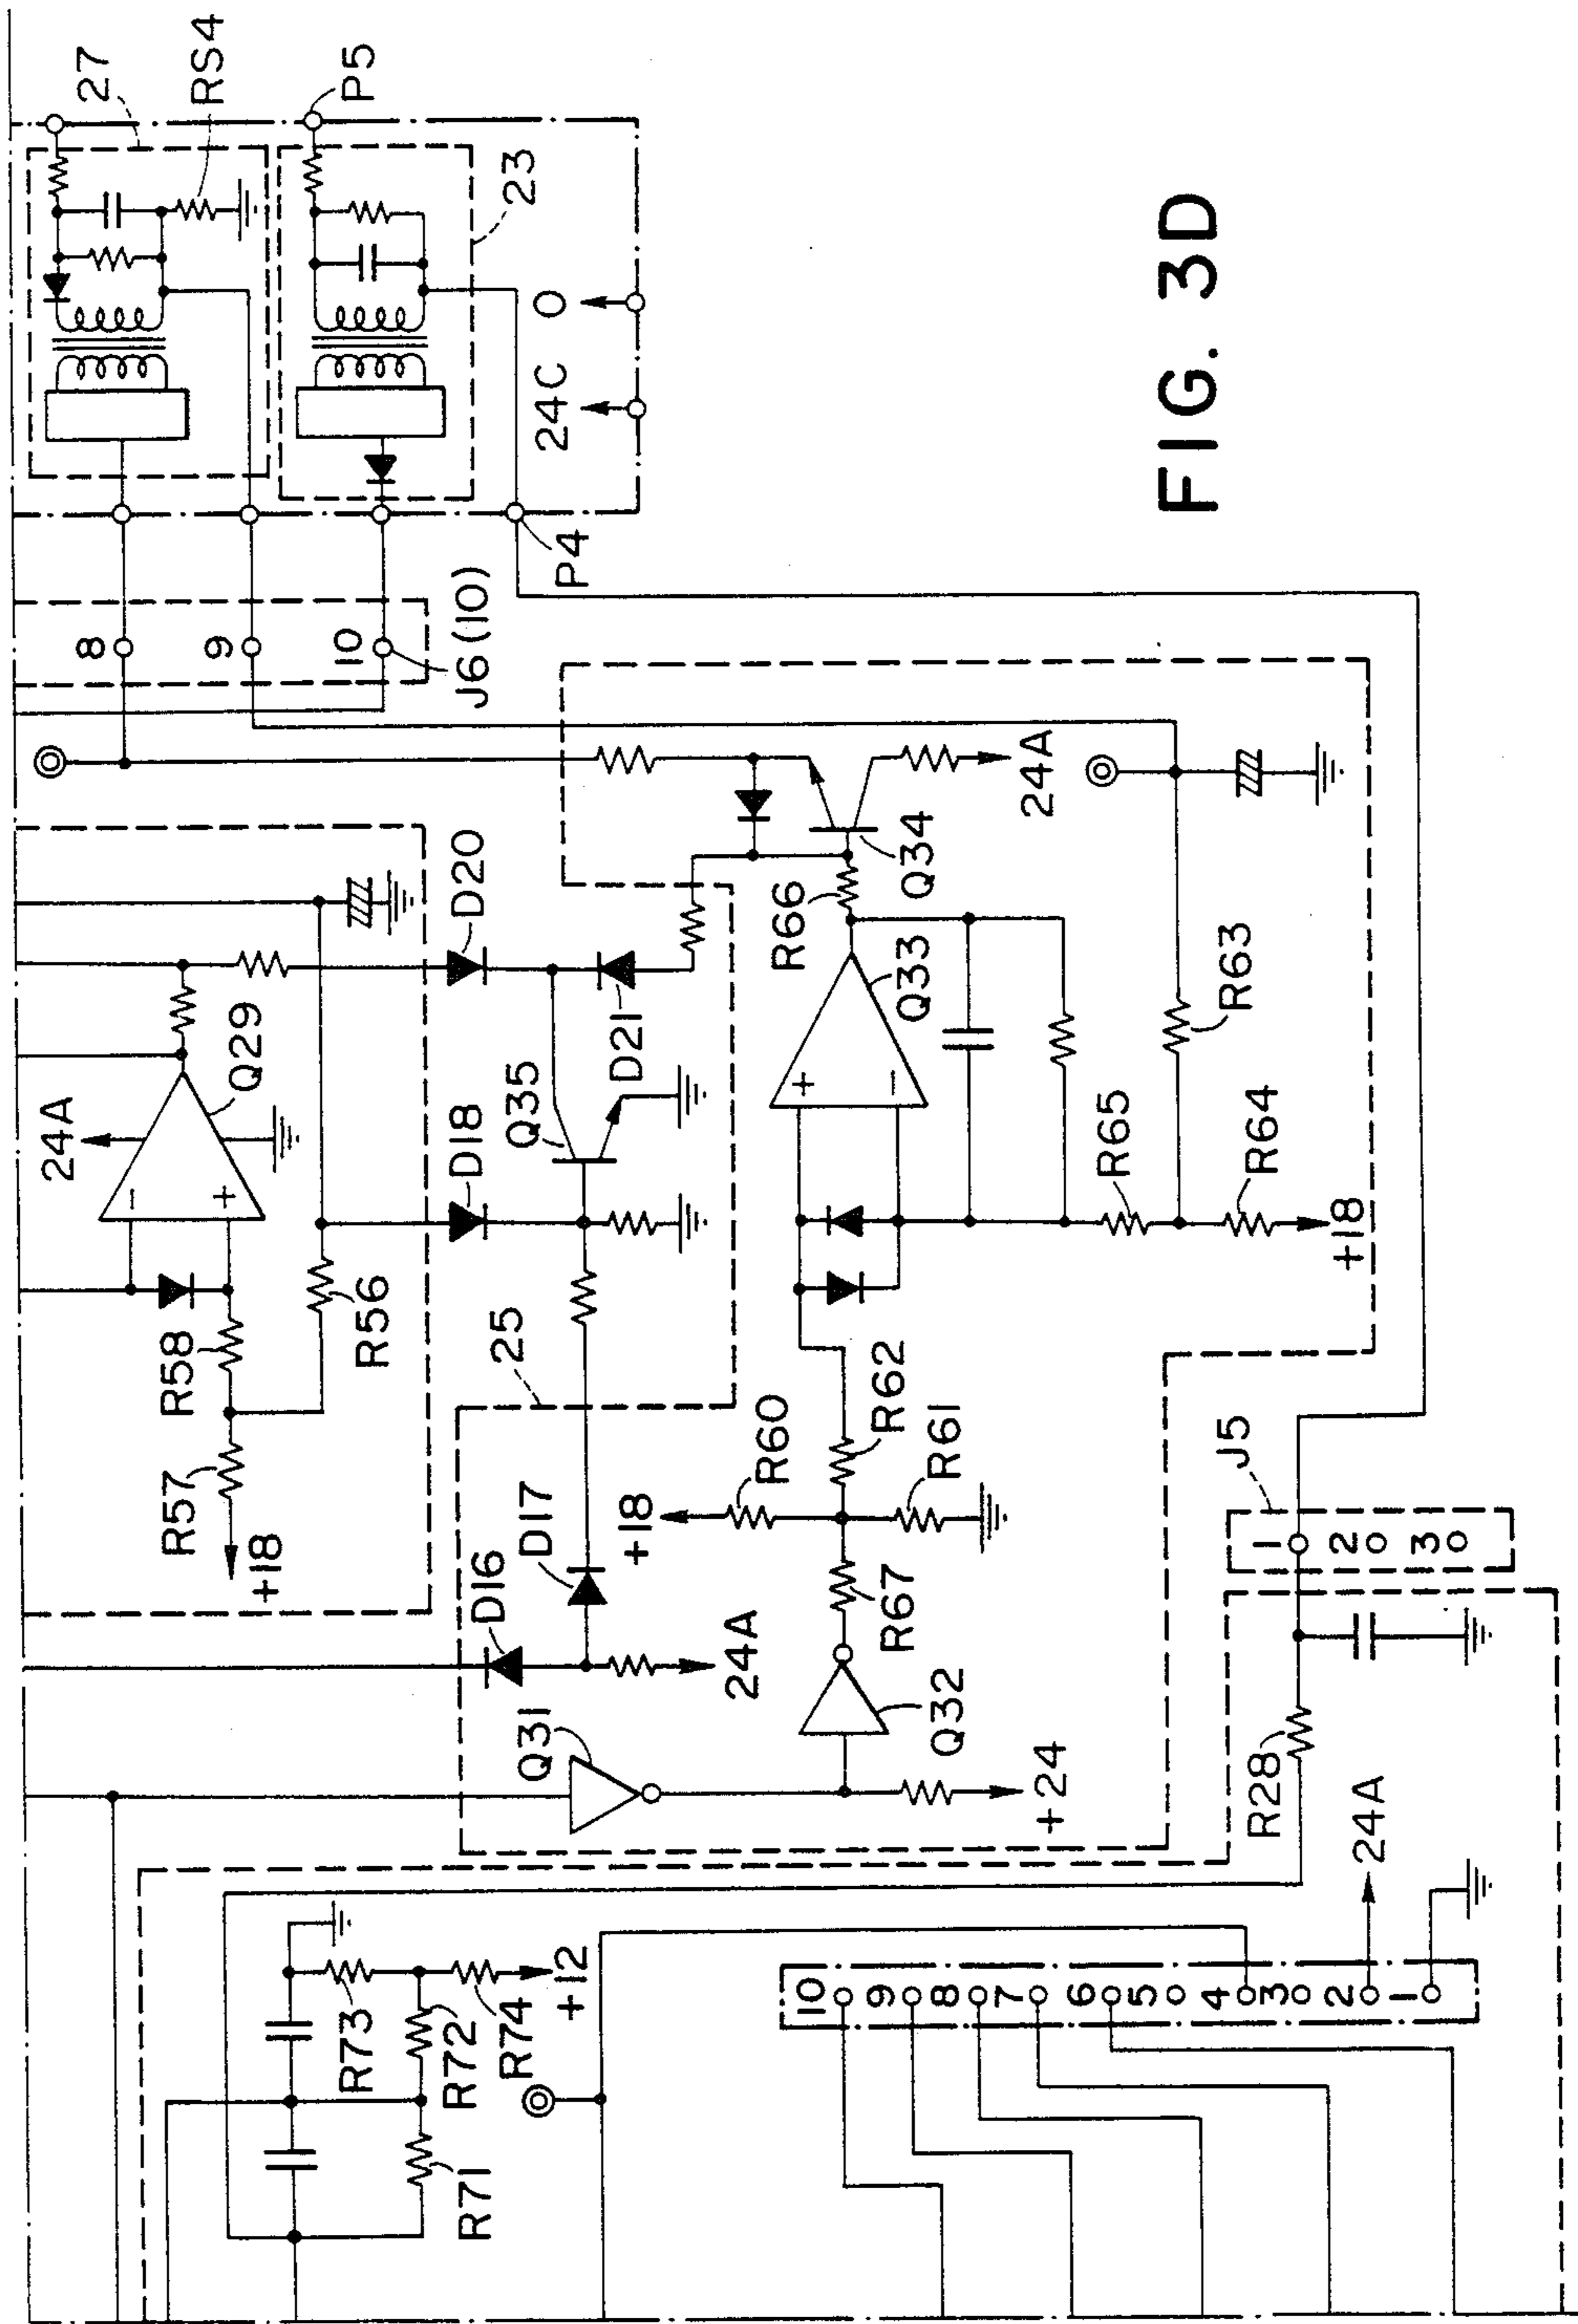 27
RS4
P5
23
24C
O
P4
8
9
10
J6 (10)
FIG. 3D
24A
Q29
D20
D18
Q35
D21
R66
Q34
24A
Q33
+
−
−
+
R58
R57
+18
R56
25
R65
R63
R64
+18
R60
+18
R62
R61
D17
D16
24A
R67
Q31
Q32
+24
J5
1
2
3
R28
24A
R73
R72
R74
+12
R71
10
9
8
7
6
5
4
3
2
1